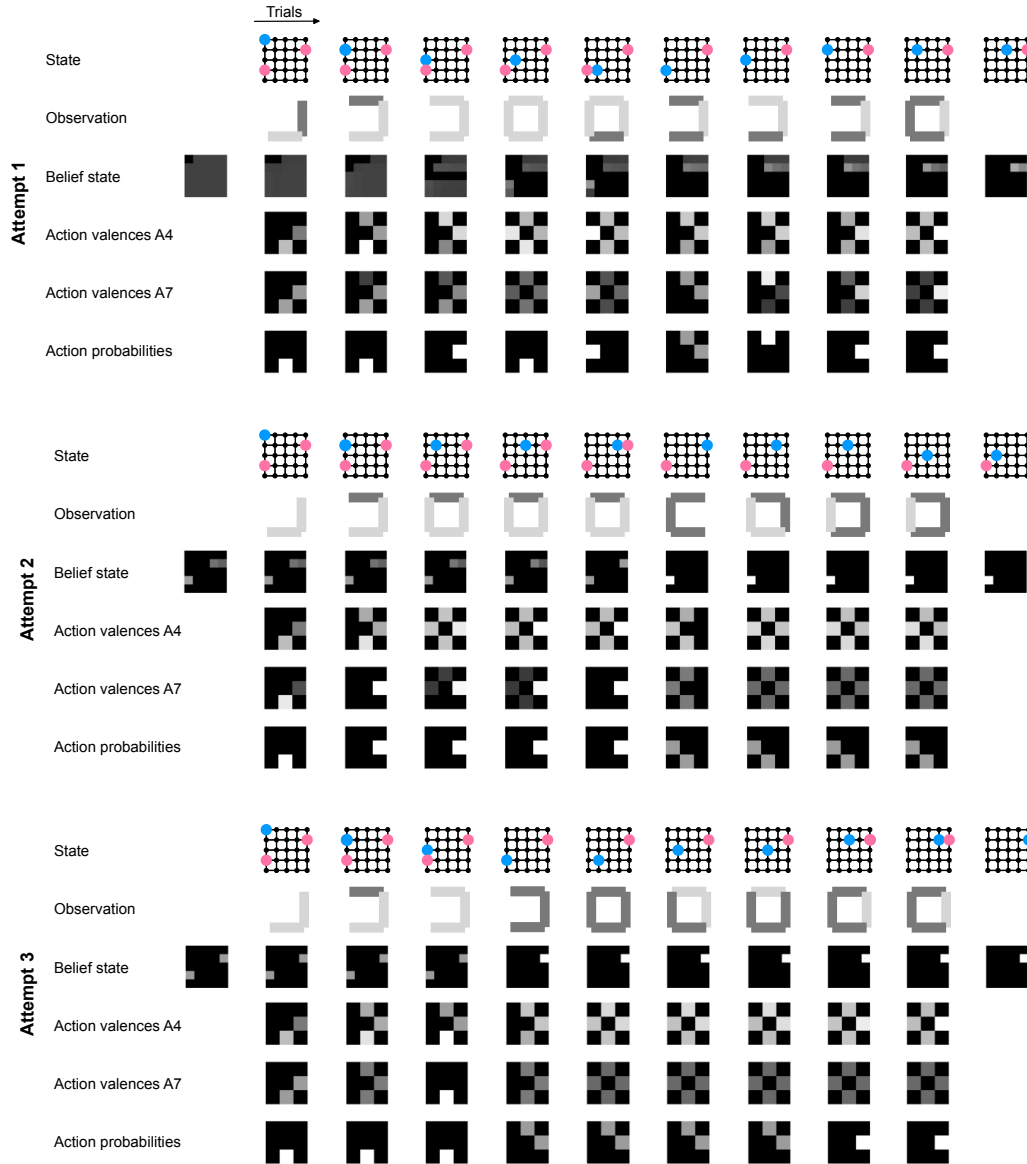 Trials
Attempt 1
State
Observation
Belief state
Action valences A4
Action valences A7
Action probabilities
Attempt 2
State
Observation
Belief state
Action valences A4
Action valences A7
Action probabilities
Attempt 3
State
Observation
Belief state
Action valences A4
Action valences A7
Action probabilities